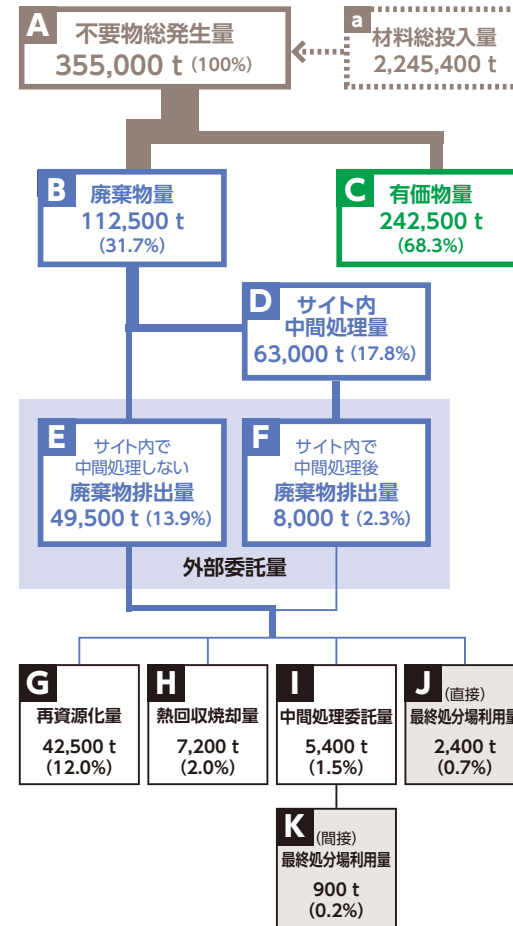 A
不要物総発生量
355,000 t (100%)
a
材料総投入量
2,245,400 t
B
廃棄物量
112,500 t
(31.7%)
C
有価物量
242,500 t
(68.3%)
D
サイト内
中間処理量
63,000 t (17.8%)
E
サイト内で
中間処理しない
廃棄物排出量
49,500 t (13.9%)
F
サイト内で
中間処理後
廃棄物排出量
8,000 t (2.3%)
外部委託量
G
再資源化量
42,500 t
(12.0%)
H
熱回収焼却量
7,200 t
(2.0%)
I
中間処理委託量
5,400 t
(1.5%)
J
(直接)
最終処分場利用量
2,400 t
(0.7%)
K
(間接)
最終処分場利用量
900 t
(0.2%)